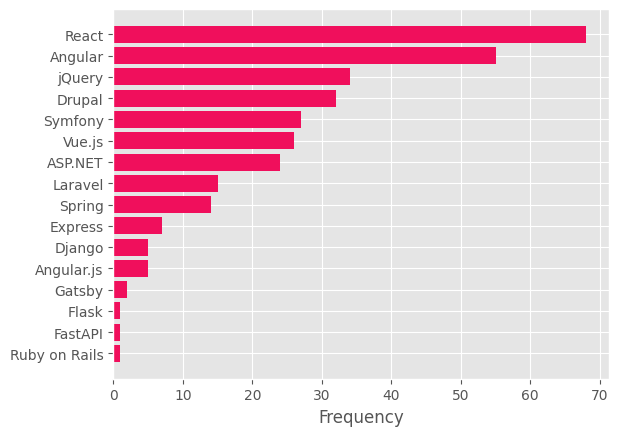 React
Angular
jQuery
Drupal
Symfony
Vue.js
ASP.NET
Laravel
Spring
Express
Django
Angular.js
Gatsby
Flask
FastAPI
Ruby on Rails
0 10 20 30 40 50 60 70
Frequency